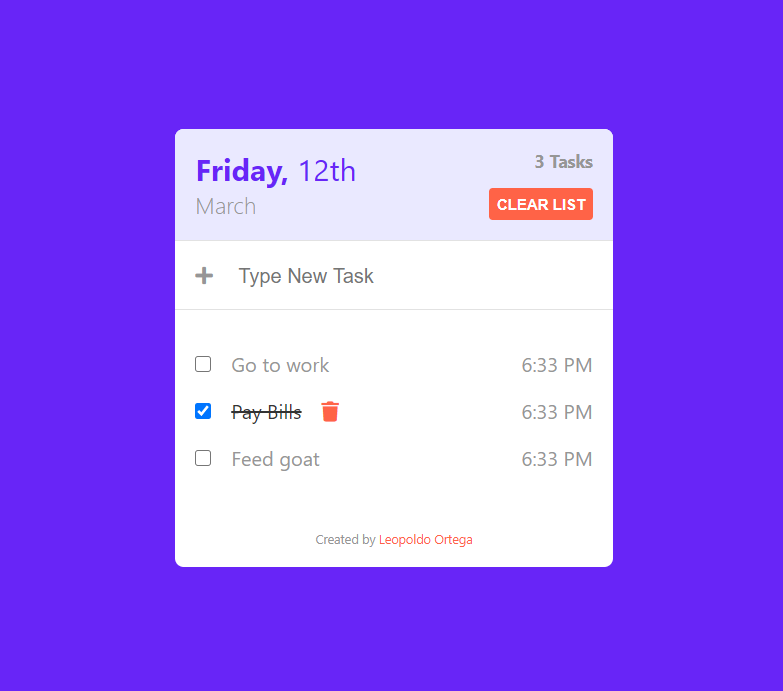 Friday, 12th
March
3 Tasks
CLEAR LIST
Type New Task
Go to work 6:33 PM
Pay Bills 6:33 PM
Feed goat 6:33 PM
Created by Leopoldo Ortega